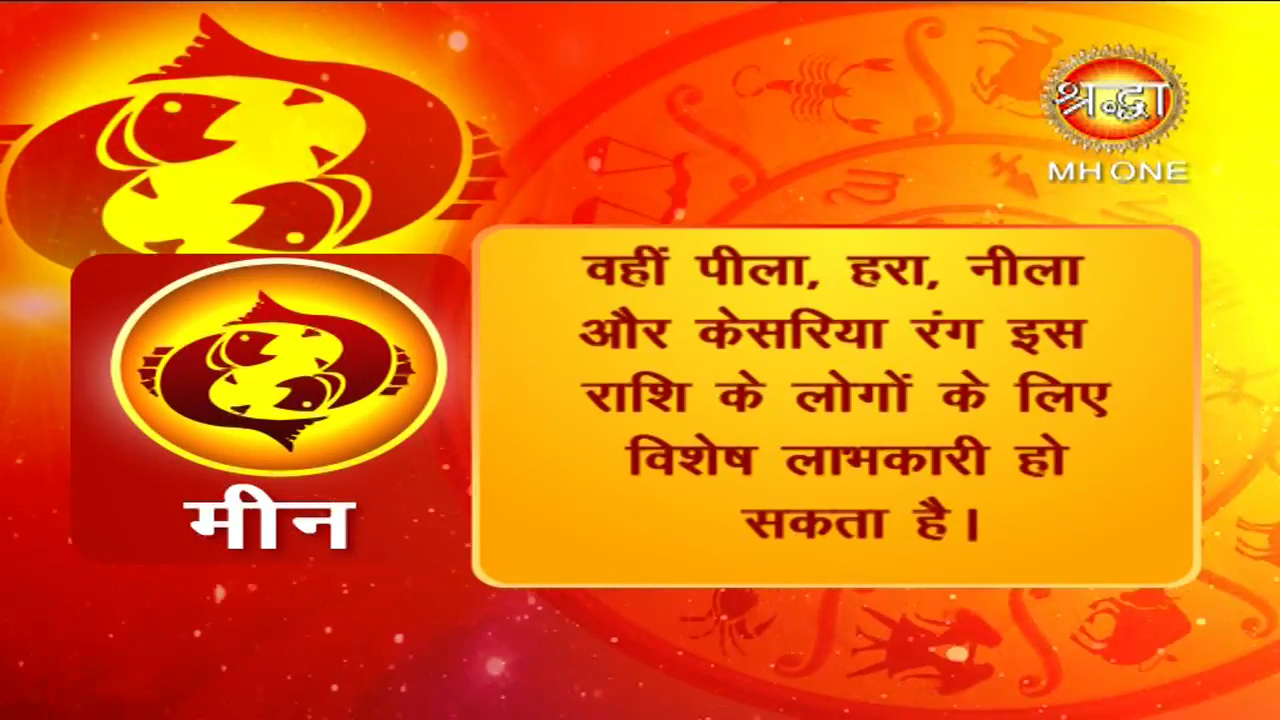 श्रद्धा
MH ONE
वहीं पीला, हरा, नीला
और केसरिया रंग इस
राशि के लोगों के लिए
विशेष लाभकारी हो
सकता है।
मीन